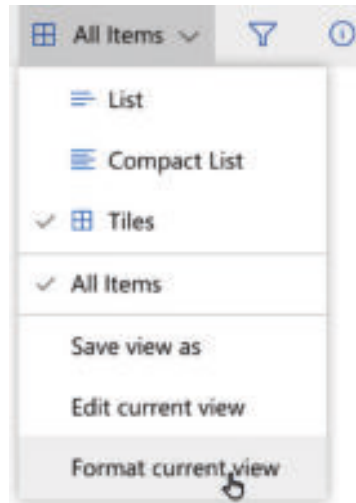 All Items
List
Compact List
Tiles
All Items
Save view as
Edit current view
Format current view